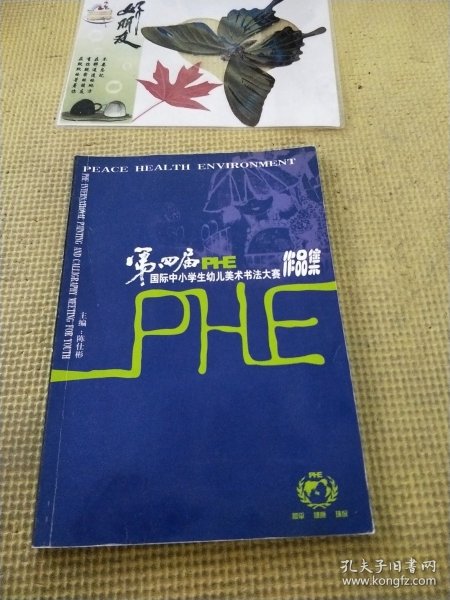 好朋友
PEACE HEALTH ENVIRONMENT
PHE INTERNATIONAL PAINTING AND CALLIGRAPHY MEETING FOR YOUTH
第四届PHE
国际中小学生幼儿美术书法大赛
作品集
主编:陈仕彬
PHE
PHE
和平 健康 环保
孔夫子旧书网
www.kongfz.com